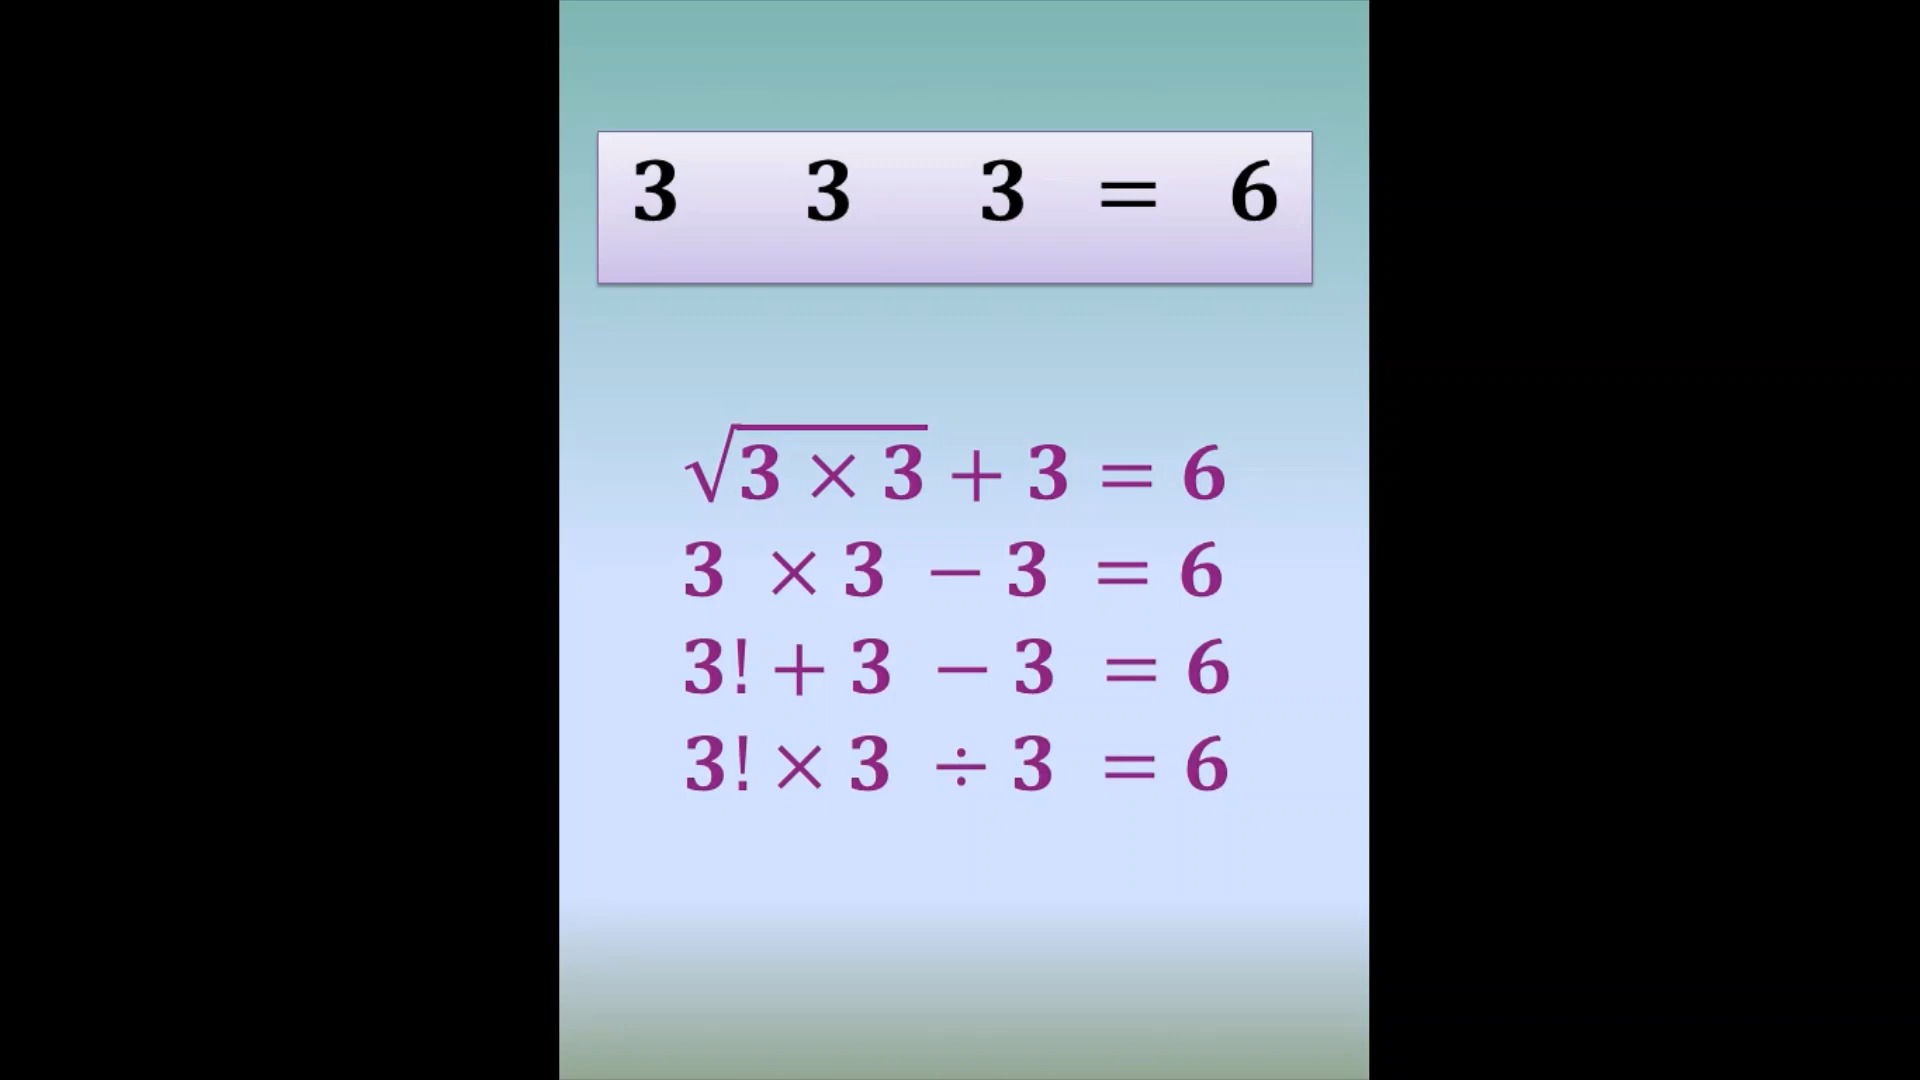 3 3 3 = 6
√3 × 3 + 3 = 6
3 × 3 − 3 = 6
3! + 3 − 3 = 6
3! × 3 ÷ 3 = 6